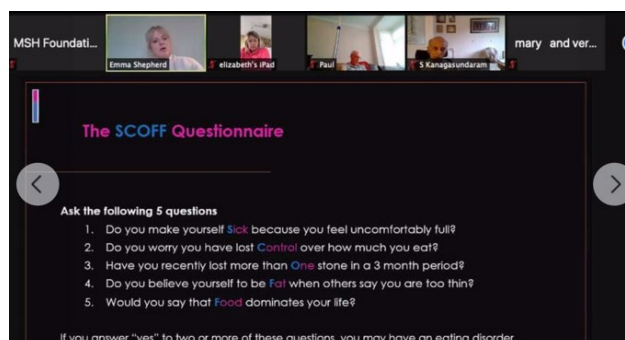 MSH Foundati...
Emma Shepherd
elizabeth's iPad
Paul
S Kanagasundaram
mary and ver...
The SCOFF Questionnaire
Ask the following 5 questions
1. Do you make yourself Sick because you feel uncomfortably full?
2. Do you worry you have lost Control over how much you eat?
3. Have you recently lost more than One stone in a 3 month period?
4. Do you believe yourself to be Fat when others say you are too thin?
5. Would you say that Food dominates your life?
If you answer "yes" to two or more of these questions, you may have an eating disorder